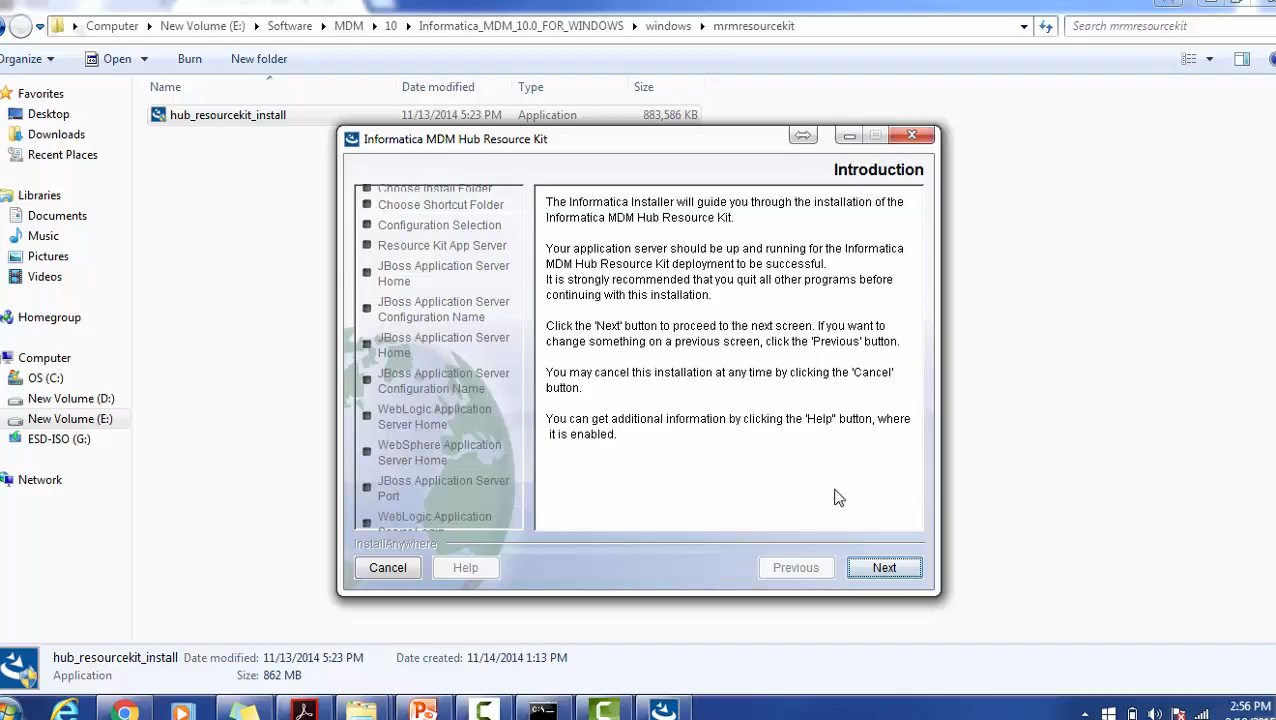 Computer ▸ New Volume (E:) ▸ Software ▸ MDM ▸ 10 ▸ Informatica_MDM_10.0_FOR_WINDOWS ▸ windows ▸ mrmresourcekit
Search mrmresourcekit
Organize Open Burn New folder
Name Date modified Type Size
hub_resourcekit_install 11/13/2014 5:23 PM Application 883,586 KB
Favorites
Desktop
Downloads
Recent Places
Libraries
Documents
Music
Pictures
Videos
Homegroup
Computer
OS (C:)
New Volume (D:)
New Volume (E:)
ESD-ISO (G:)
Network
Informatica MDM Hub Resource Kit
Introduction
Choose Install Folder
Choose Shortcut Folder
Configuration Selection
Resource Kit App Server
JBoss Application Server
Home
JBoss Application Server
Configuration Name
JBoss Application Server
Home
JBoss Application Server
Configuration Name
WebLogic Application
Server Home
WebSphere Application
Server Home
JBoss Application Server
Port
WebLogic Application
Server Login
The Informatica Installer will guide you through the installation of the
Informatica MDM Hub Resource Kit.
Your application server should be up and running for the Informatica
MDM Hub Resource Kit deployment to be successful.
It is strongly recommended that you quit all other programs before
continuing with this installation.
Click the 'Next' button to proceed to the next screen. If you want to
change something on a previous screen, click the 'Previous' button.
You may cancel this installation at any time by clicking the 'Cancel'
button.
You can get additional information by clicking the 'Help" button, where
it is enabled.
InstallAnywhere
Cancel Help Previous Next
hub_resourcekit_install Date modified: 11/13/2014 5:23 PM Date created: 11/14/2014 1:13 PM
Application Size: 862 MB
2:56 PM